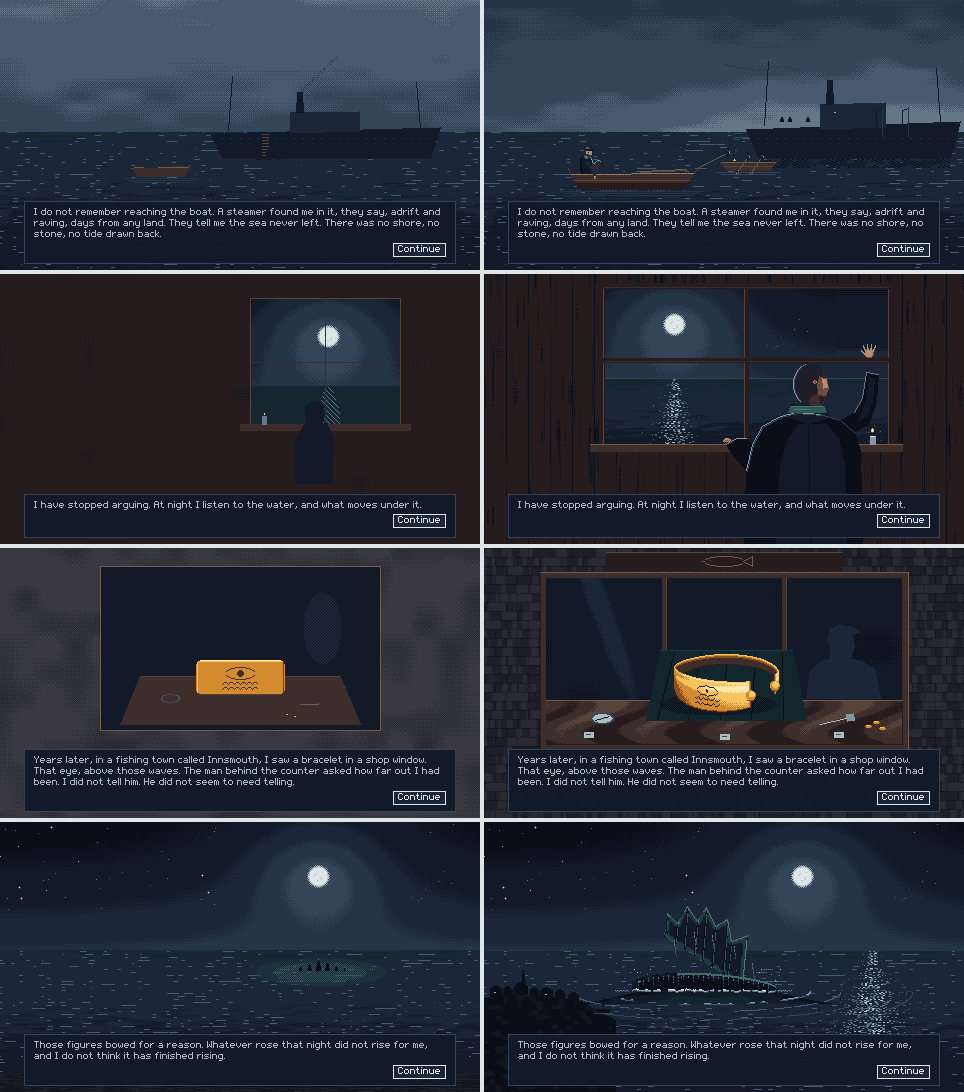 I do not remember reaching the boat. A steamer found me in it, they say, adrift and
raving, days from any land. They tell me the sea never left. There was no shore, no
stone, no tide drawn back.
Continue
I do not remember reaching the boat. A steamer found me in it, they say, adrift and
raving, days from any land. They tell me the sea never left. There was no shore, no
stone, no tide drawn back.
Continue
I have stopped arguing. At night I listen to the water, and what moves under it.
Continue
I have stopped arguing. At night I listen to the water, and what moves under it.
Continue
Years later, in a fishing town called Innsmouth, I saw a bracelet in a shop window.
That eye, above those waves. The man behind the counter asked how far out I had
been. I did not tell him. He did not seem to need telling.
Continue
Years later, in a fishing town called Innsmouth, I saw a bracelet in a shop window.
That eye, above those waves. The man behind the counter asked how far out I had
been. I did not tell him. He did not seem to need telling.
Continue
Those figures bowed for a reason. Whatever rose that night did not rise for me,
and I do not think it has finished rising.
Continue
Those figures bowed for a reason. Whatever rose that night did not rise for me,
and I do not think it has finished rising.
Continue